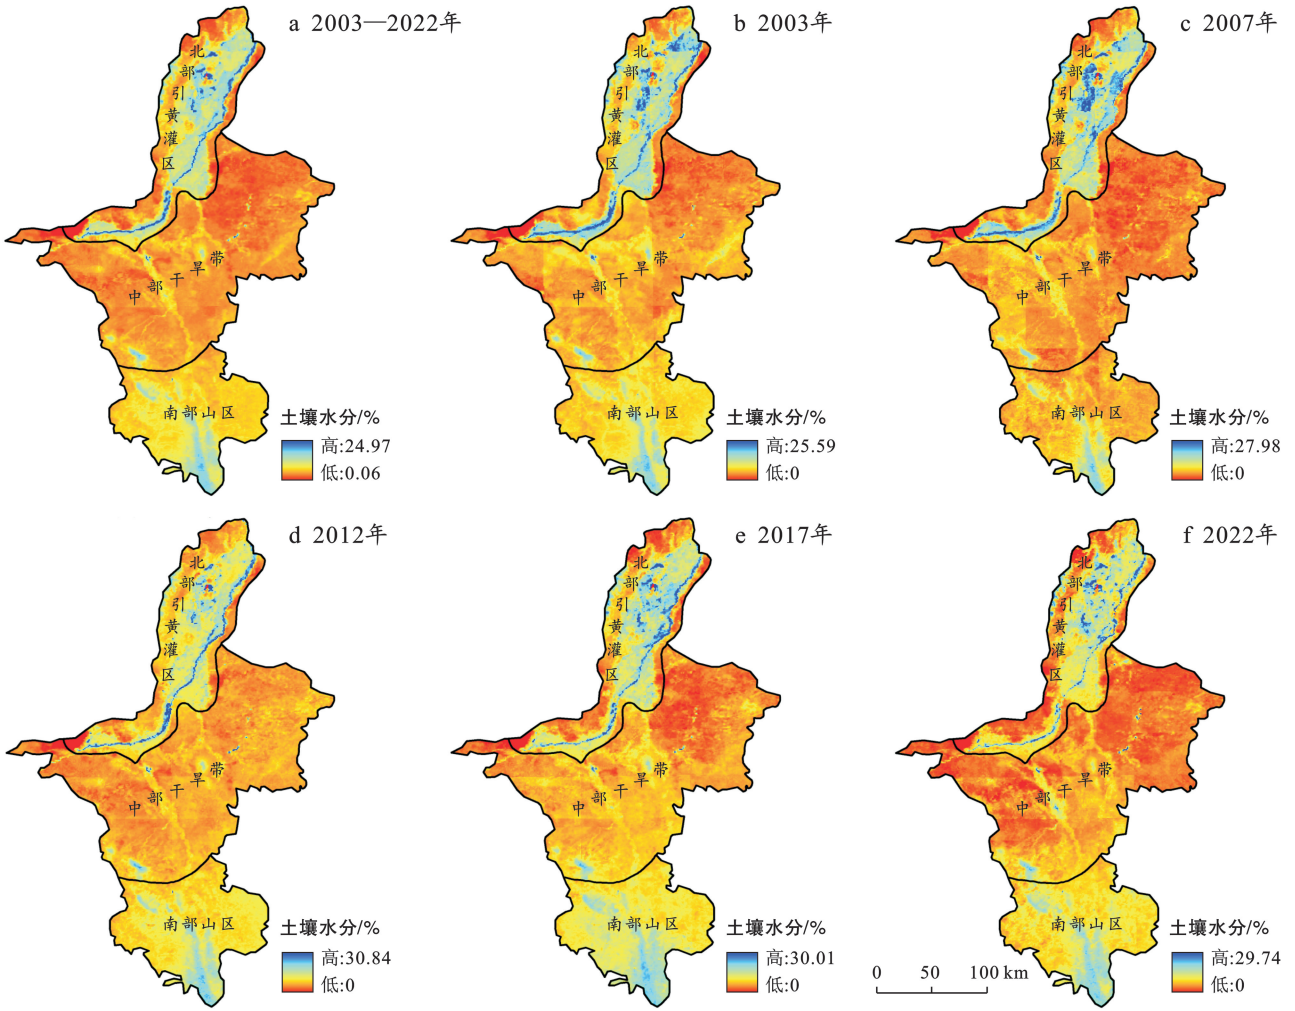 a 2003—2022年
北部引黄灌区
中部干旱带
南部山区
土壤水分/%
高:24.97
低:0.06
b 2003年
北部引黄灌区
中部干旱带
南部山区
土壤水分/%
高:25.59
低:0
c 2007年
北部引黄灌区
中部干旱带
南部山区
土壤水分/%
高:27.98
低:0
d 2012年
北部引黄灌区
中部干旱带
南部山区
土壤水分/%
高:30.84
低:0
e 2017年
北部引黄灌区
中部干旱带
南部山区
土壤水分/%
高:30.01
低:0
f 2022年
北部引黄灌区
中部干旱带
南部山区
土壤水分/%
高:29.74
低:0
0 50 100 km